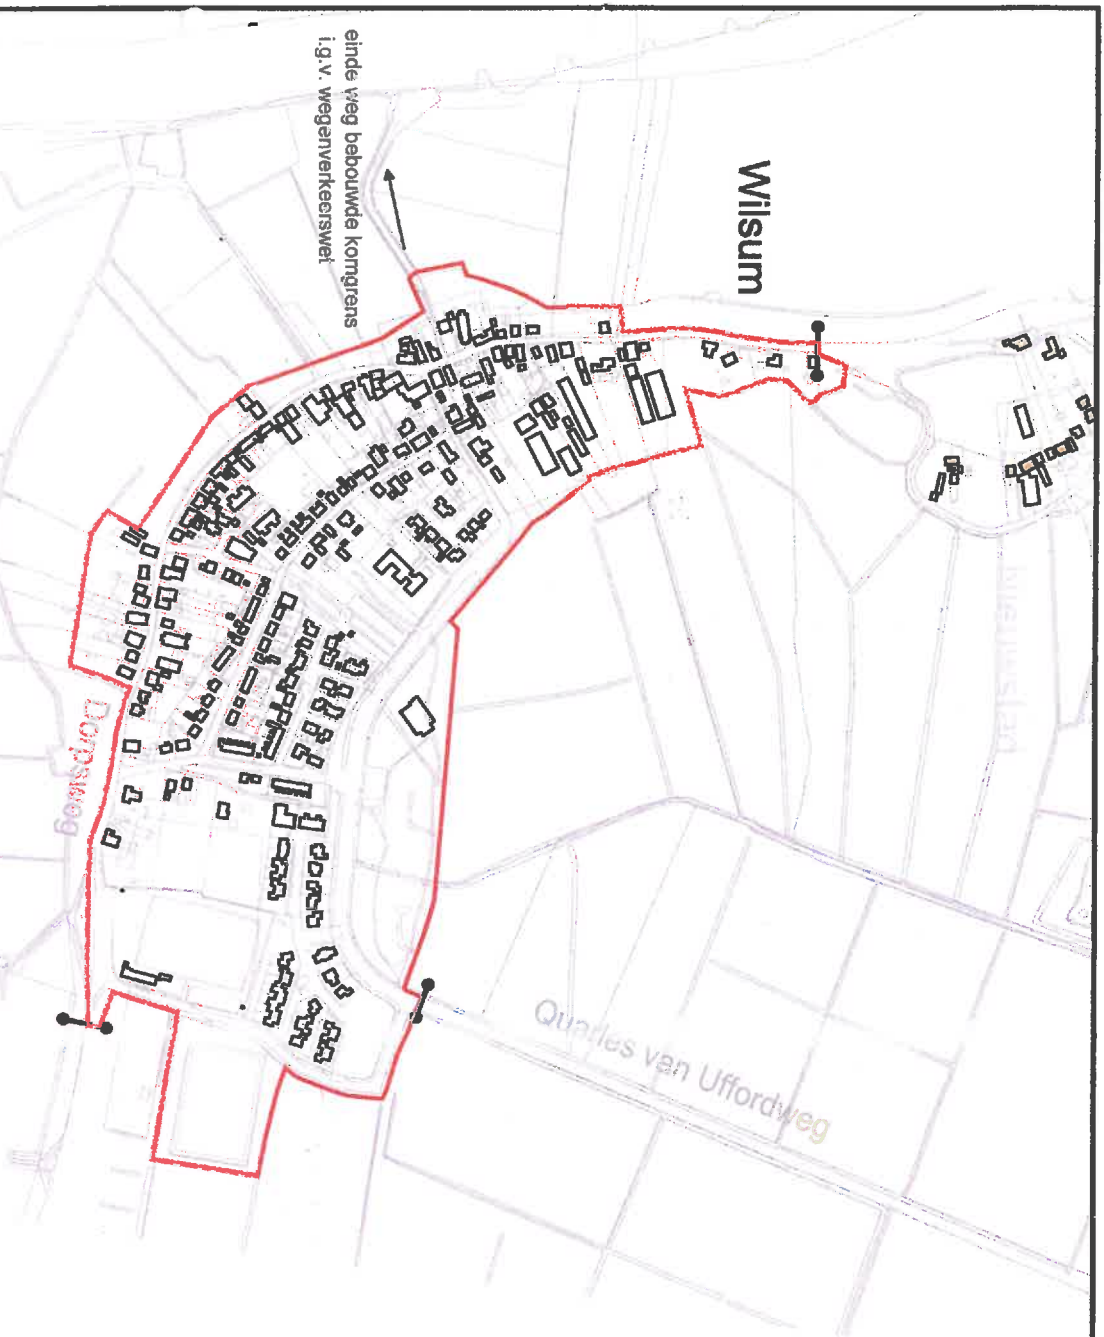 Wilsum
einde weg bebouwde komgrens
i.g.v. wegenverkeerswet
Quarles van Uffordweg
Dorpsweg